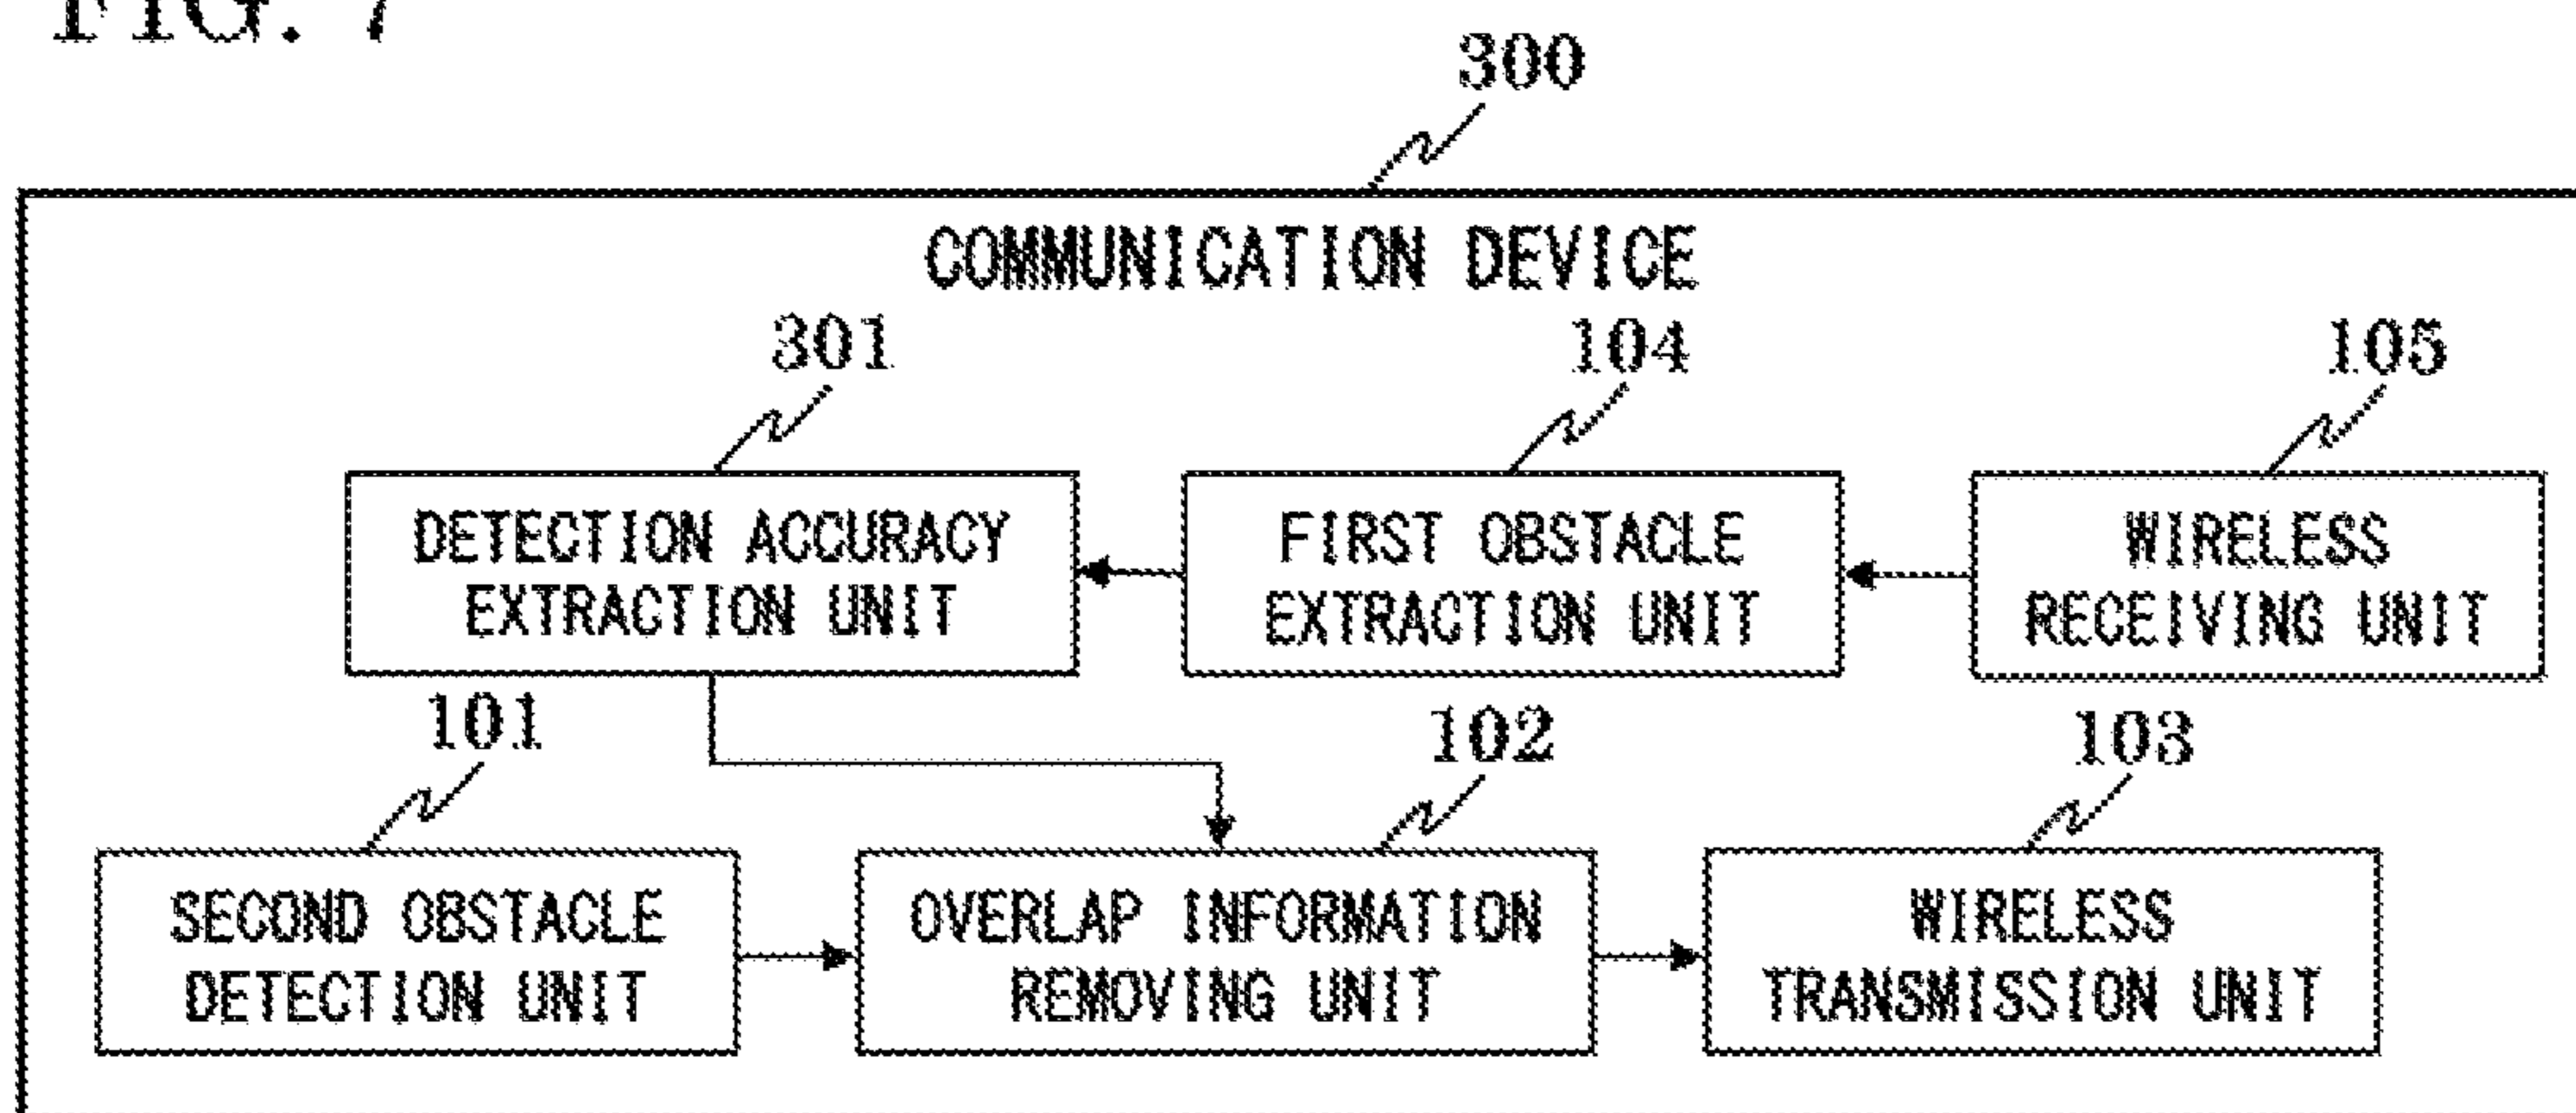 FIG. 7
300
COMMUNICATION DEVICE
301
104
105
DETECTION ACCURACY
EXTRACTION UNIT
FIRST OBSTACLE
EXTRACTION UNIT
WIRELESS
RECEIVING UNIT
101
102
103
SECOND OBSTACLE
DETECTION UNIT
OVERLAP INFORMATION
REMOVING UNIT
WIRELESS
TRANSMISSION UNIT